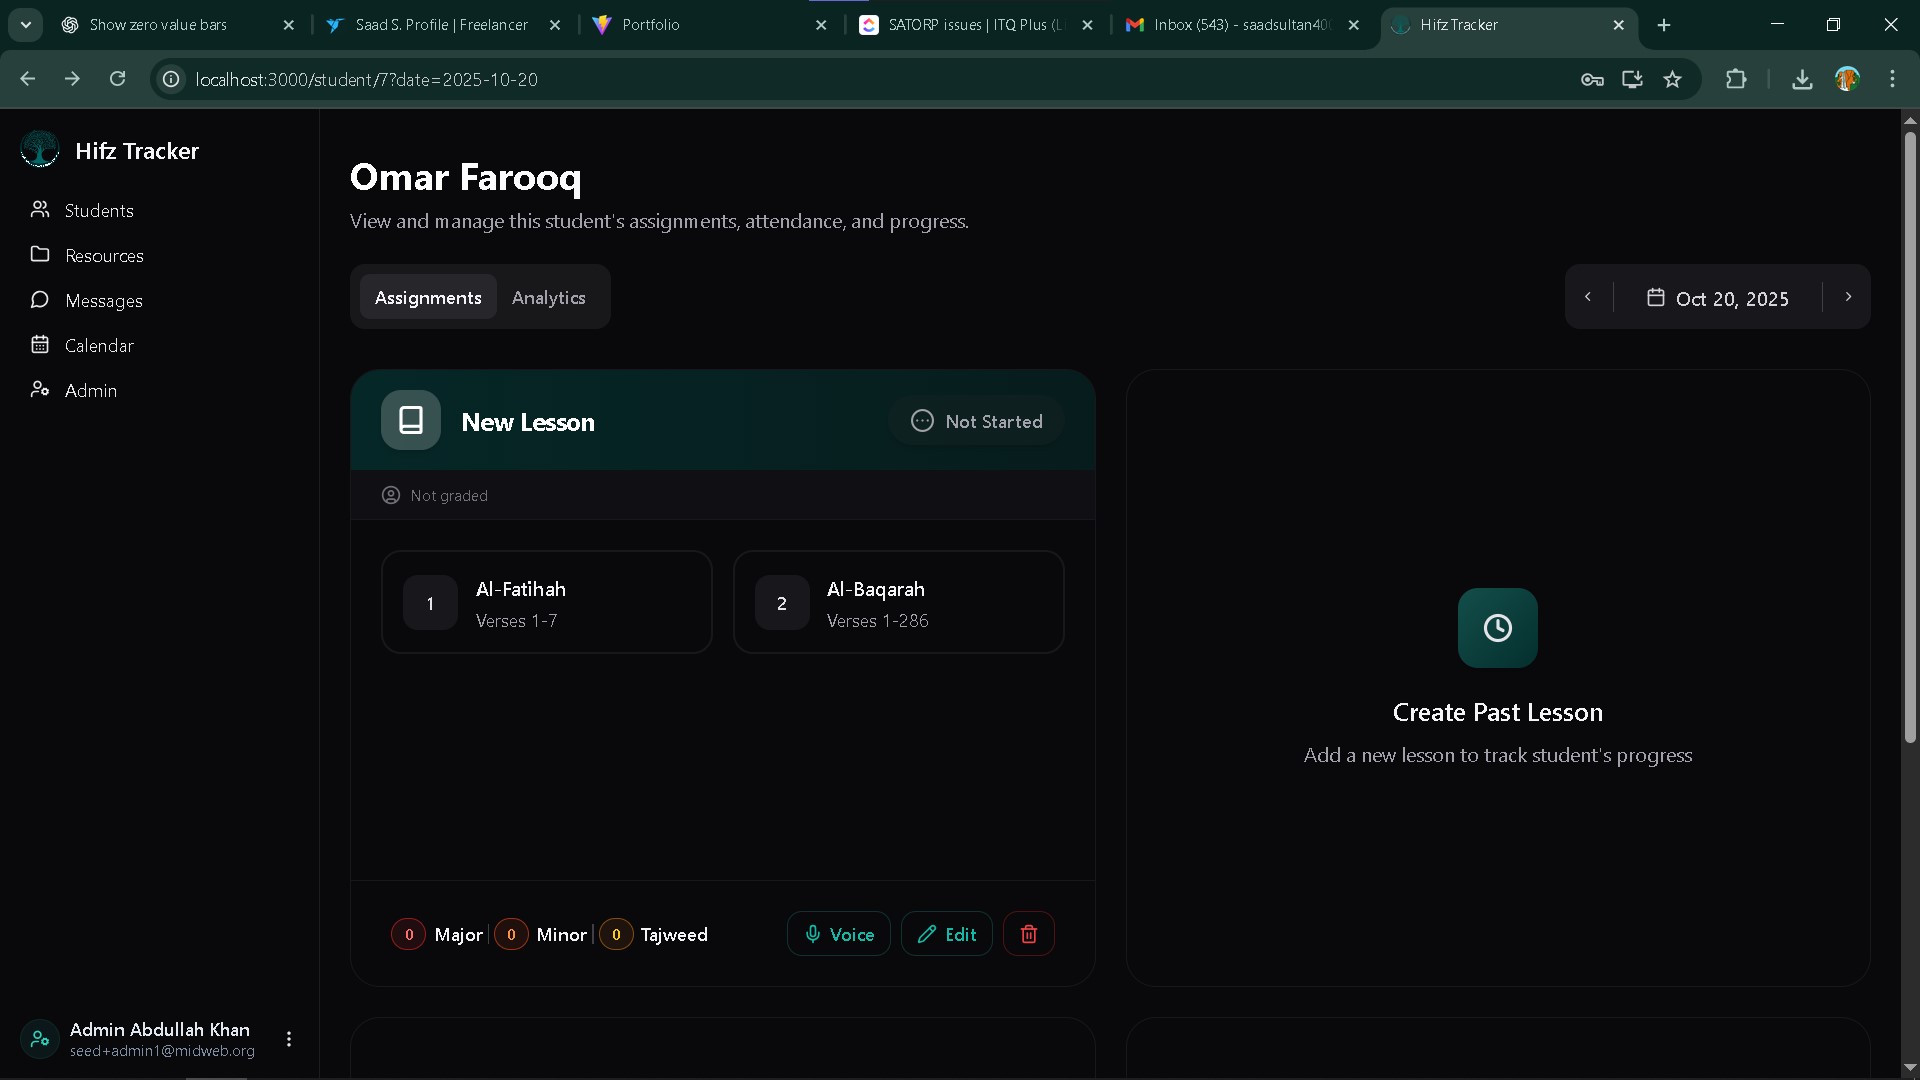 Show zero value bars
Saad S. Profile | Freelancer
Portfolio
SATORP issues | ITQ Plus (Li
Inbox (543) - saadsultan40
Hifz Tracker
localhost:3000/student/7?date=2025-10-20
Hifz Tracker
Students
Resources
Messages
Calendar
Admin
Omar Farooq
View and manage this student's assignments, attendance, and progress.
Assignments
Analytics
Oct 20, 2025
New Lesson
Not Started
Not graded
1
Al-Fatihah
Verses 1-7
2
Al-Baqarah
Verses 1-286
0 Major
0 Minor
0 Tajweed
Voice
Edit
Create Past Lesson
Add a new lesson to track student's progress
Admin Abdullah Khan
seed+admin1@midweb.org